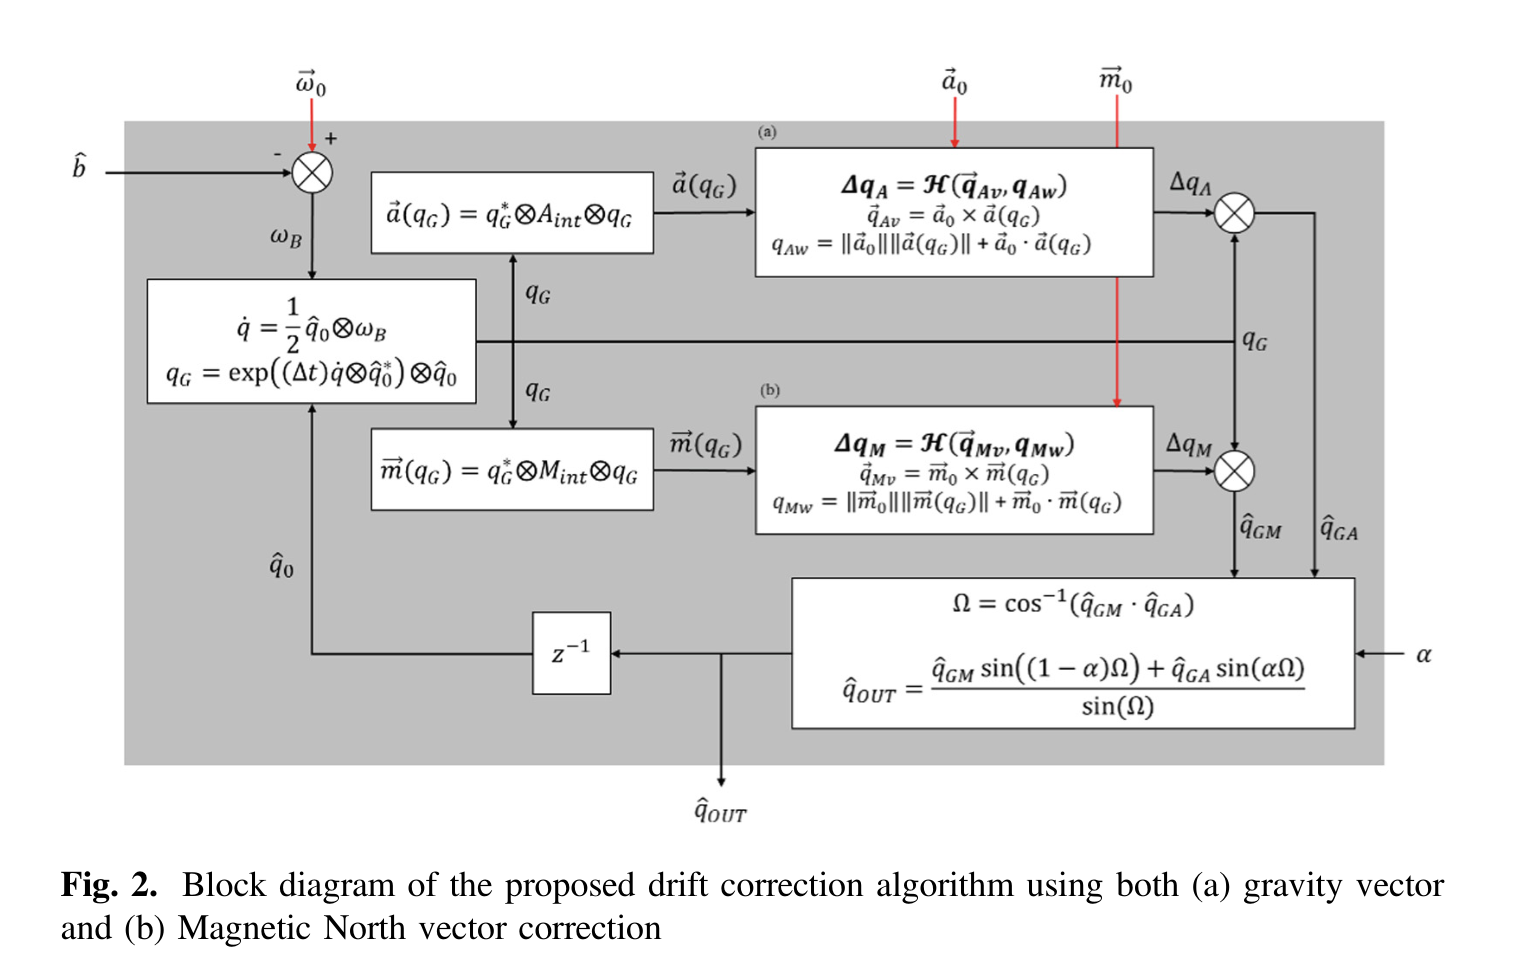 ω⃗₀
a⃗₀
m⃗₀
+
-
b̂
(a)
a⃗(q_G) = q*_G⊗A_int⊗q_G
a⃗(q_G)
Δq_A = ℋ(q⃗_Av, q_Aw)
q⃗_Av = a⃗₀ × a⃗(q_G)
q_Aw = ‖a⃗₀‖‖a⃗(q_G)‖ + a⃗₀ · a⃗(q_G)
Δq_A
ω_B
q_G
q̇ = 1/2 q̂₀⊗ω_B
q_G = exp((Δt)q̇⊗q̂*₀)⊗q̂₀
q_G
q_G
(b)
m⃗(q_G) = q*_G⊗M_int⊗q_G
m⃗(q_G)
Δq_M = ℋ(q⃗_Mv, q_Mw)
q⃗_Mv = m⃗₀ × m⃗(q_G)
q_Mw = ‖m⃗₀‖‖m⃗(q_G)‖ + m⃗₀ · m⃗(q_G)
Δq_M
q̂_GM
q̂_GA
q̂₀
z⁻¹
Ω = cos⁻¹(q̂_GM · q̂_GA)
q̂_OUT = (q̂_GM sin((1 − α)Ω) + q̂_GA sin(αΩ)) / sin(Ω)
α
q̂_OUT
Fig. 2. Block diagram of the proposed drift correction algorithm using both (a) gravity vector
and (b) Magnetic North vector correction